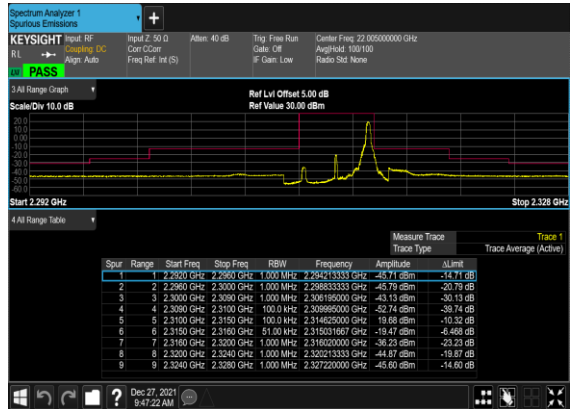 Spectrum Analyzer 1
Spurious Emissions
+
KEYSIGHT Input: RF Input Z: 50 Ω Atten: 40 dB Trig: Free Run Center Freq: 22.005000000 GHz
RL Coupling: DC Corr CCorr Gate: Off Avg|Hold: 100/100
Align: Auto Freq Ref: Int (S) IF Gain: Low Radio Std: None
PASS
3 All Range Graph
Ref Lvl Offset 5.00 dB
Scale/Div 10.0 dB Ref Value 30.00 dBm
20.0
10.0
0.00
-10.0
-20.0
-30.0
-40.0
-50.0
-60.0
Start 2.292 GHz Stop 2.328 GHz
4 All Range Table
Measure Trace Trace 1
Trace Type Trace Average (Active)
Spur Range Start Freq Stop Freq RBW Frequency Amplitude ΔLimit
1 1 2.2920 GHz 2.2960 GHz 1.000 MHz 2.294213333 GHz -45.71 dBm -14.71 dB
2 2 2.2960 GHz 2.3000 GHz 1.000 MHz 2.298833333 GHz -45.79 dBm -20.79 dB
3 3 2.3000 GHz 2.3090 GHz 1.000 MHz 2.306195000 GHz -43.13 dBm -30.13 dB
4 4 2.3090 GHz 2.3100 GHz 100.0 kHz 2.309995000 GHz -52.74 dBm -39.74 dB
5 5 2.3100 GHz 2.3150 GHz 100.0 kHz 2.314625000 GHz 19.68 dBm -10.32 dB
6 6 2.3150 GHz 2.3160 GHz 51.00 kHz 2.315031667 GHz -19.47 dBm -6.468 dB
7 7 2.3160 GHz 2.3200 GHz 1.000 MHz 2.316020000 GHz -36.23 dBm -23.23 dB
8 8 2.3200 GHz 2.3240 GHz 1.000 MHz 2.320213333 GHz -44.87 dBm -19.87 dB
9 9 2.3240 GHz 2.3280 GHz 1.000 MHz 2.327220000 GHz -45.60 dBm -14.60 dB
? Dec 27, 2021
9:47:22 AM